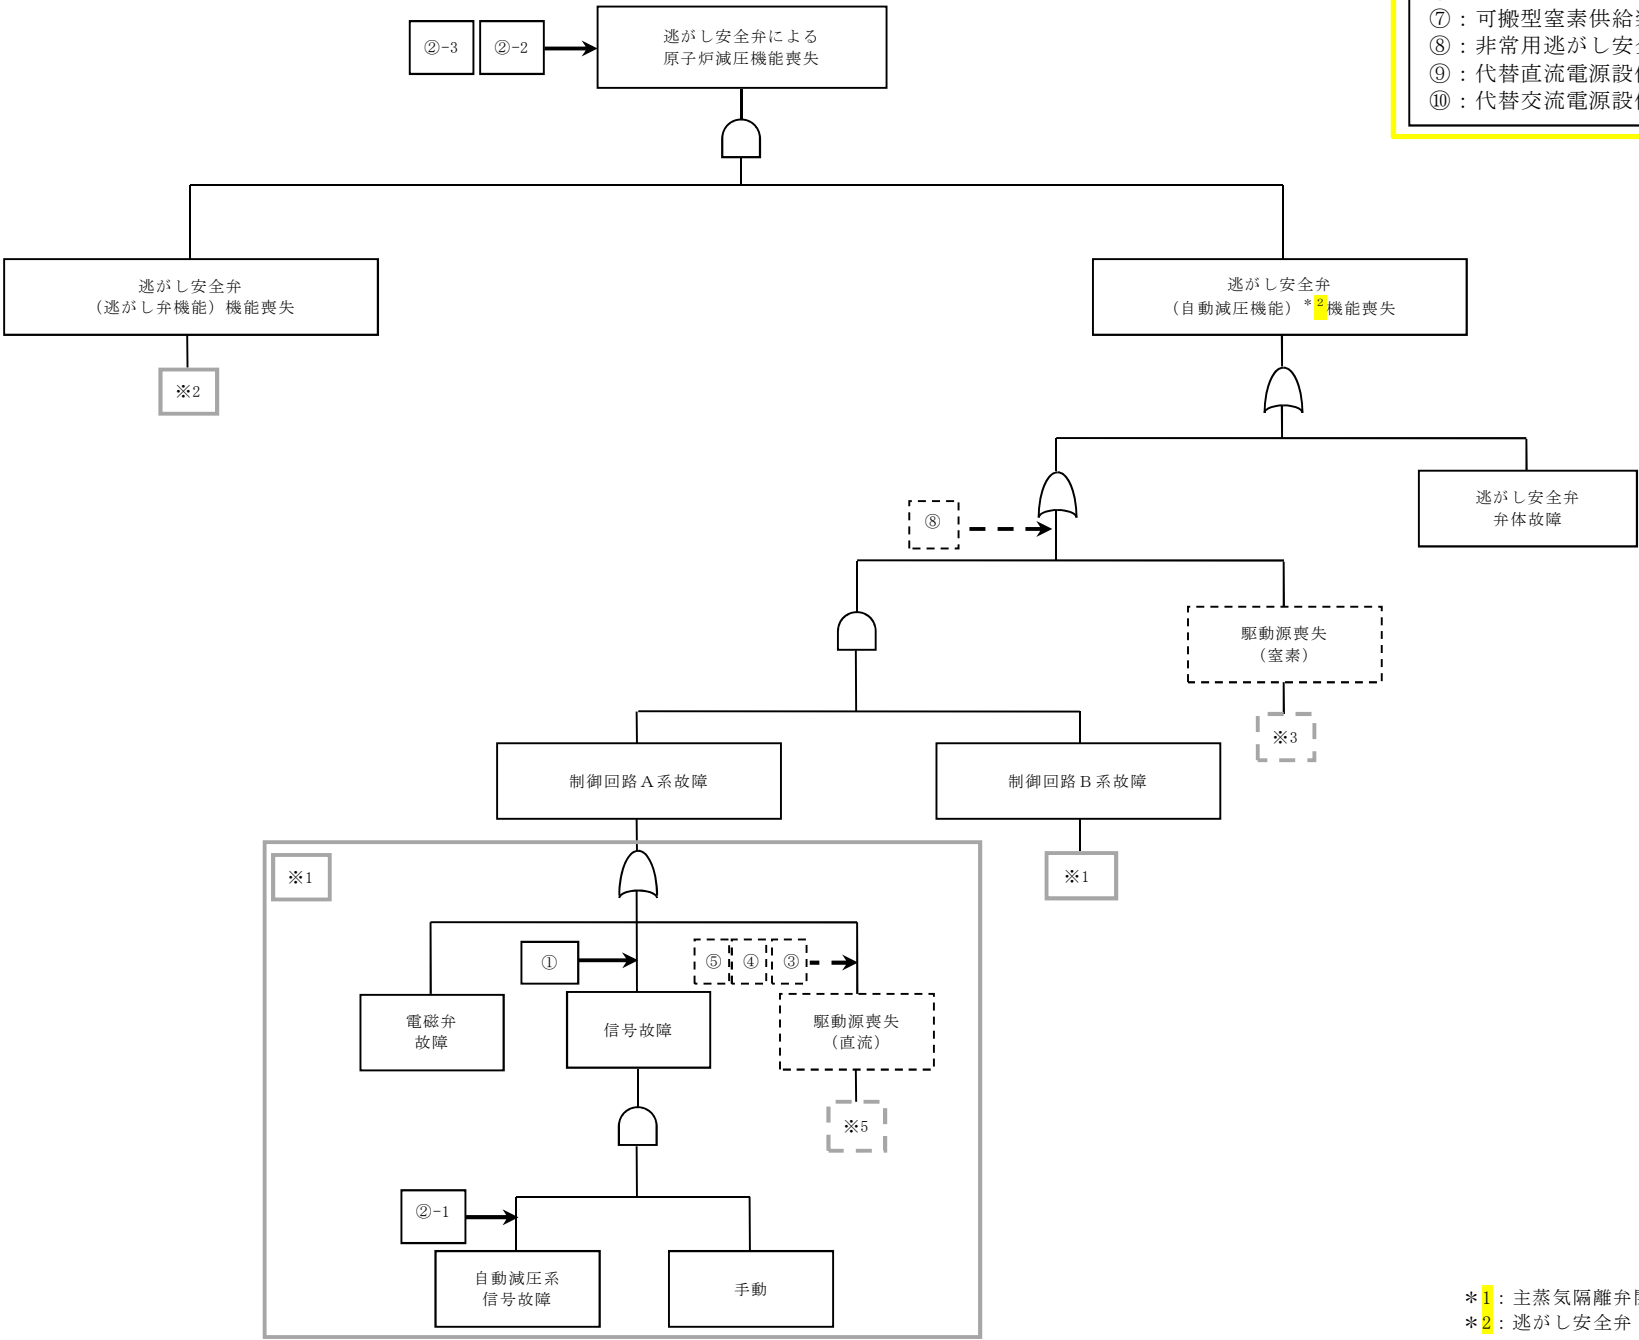 ②-3
②-2
逃がし安全弁による
原子炉減圧機能喪失
⑦：可搬型窒素供給
⑧：非常用逃がし安
⑨：代替直流電源設
⑩：代替交流電源設
逃がし安全弁
（逃がし弁機能）機能喪失
※2
逃がし安全弁
（自動減圧機能）*2機能喪失
⑧
逃がし安全弁
弁体故障
駆動源喪失
（窒素）
※3
制御回路Ａ系故障
制御回路Ｂ系故障
※1
※1
①
⑤
④
③
電磁弁
故障
信号故障
駆動源喪失
（直流）
※5
②-1
自動減圧系
信号故障
手動
*1：主蒸気隔離弁
*2：逃がし安全弁